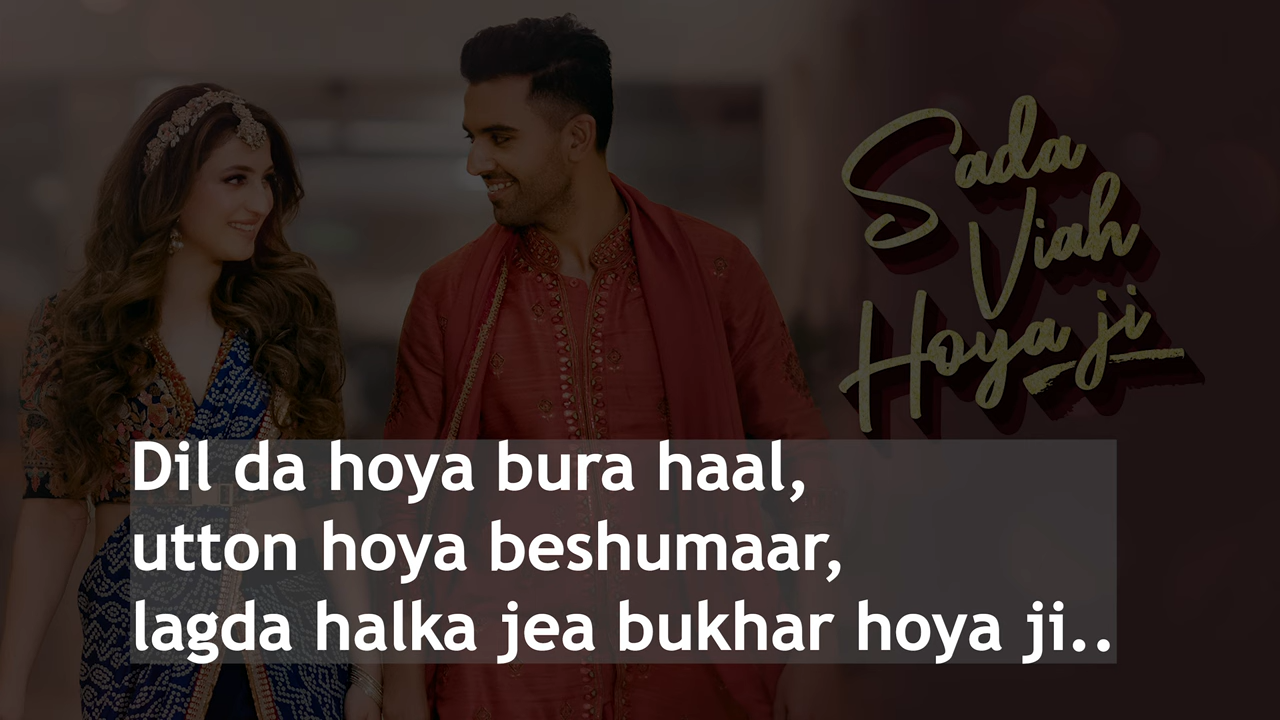 Sada
Viah
Hoya ji
Dil da hoya bura haal,
utton hoya beshumaar,
lagda halka jea bukhar hoya ji..